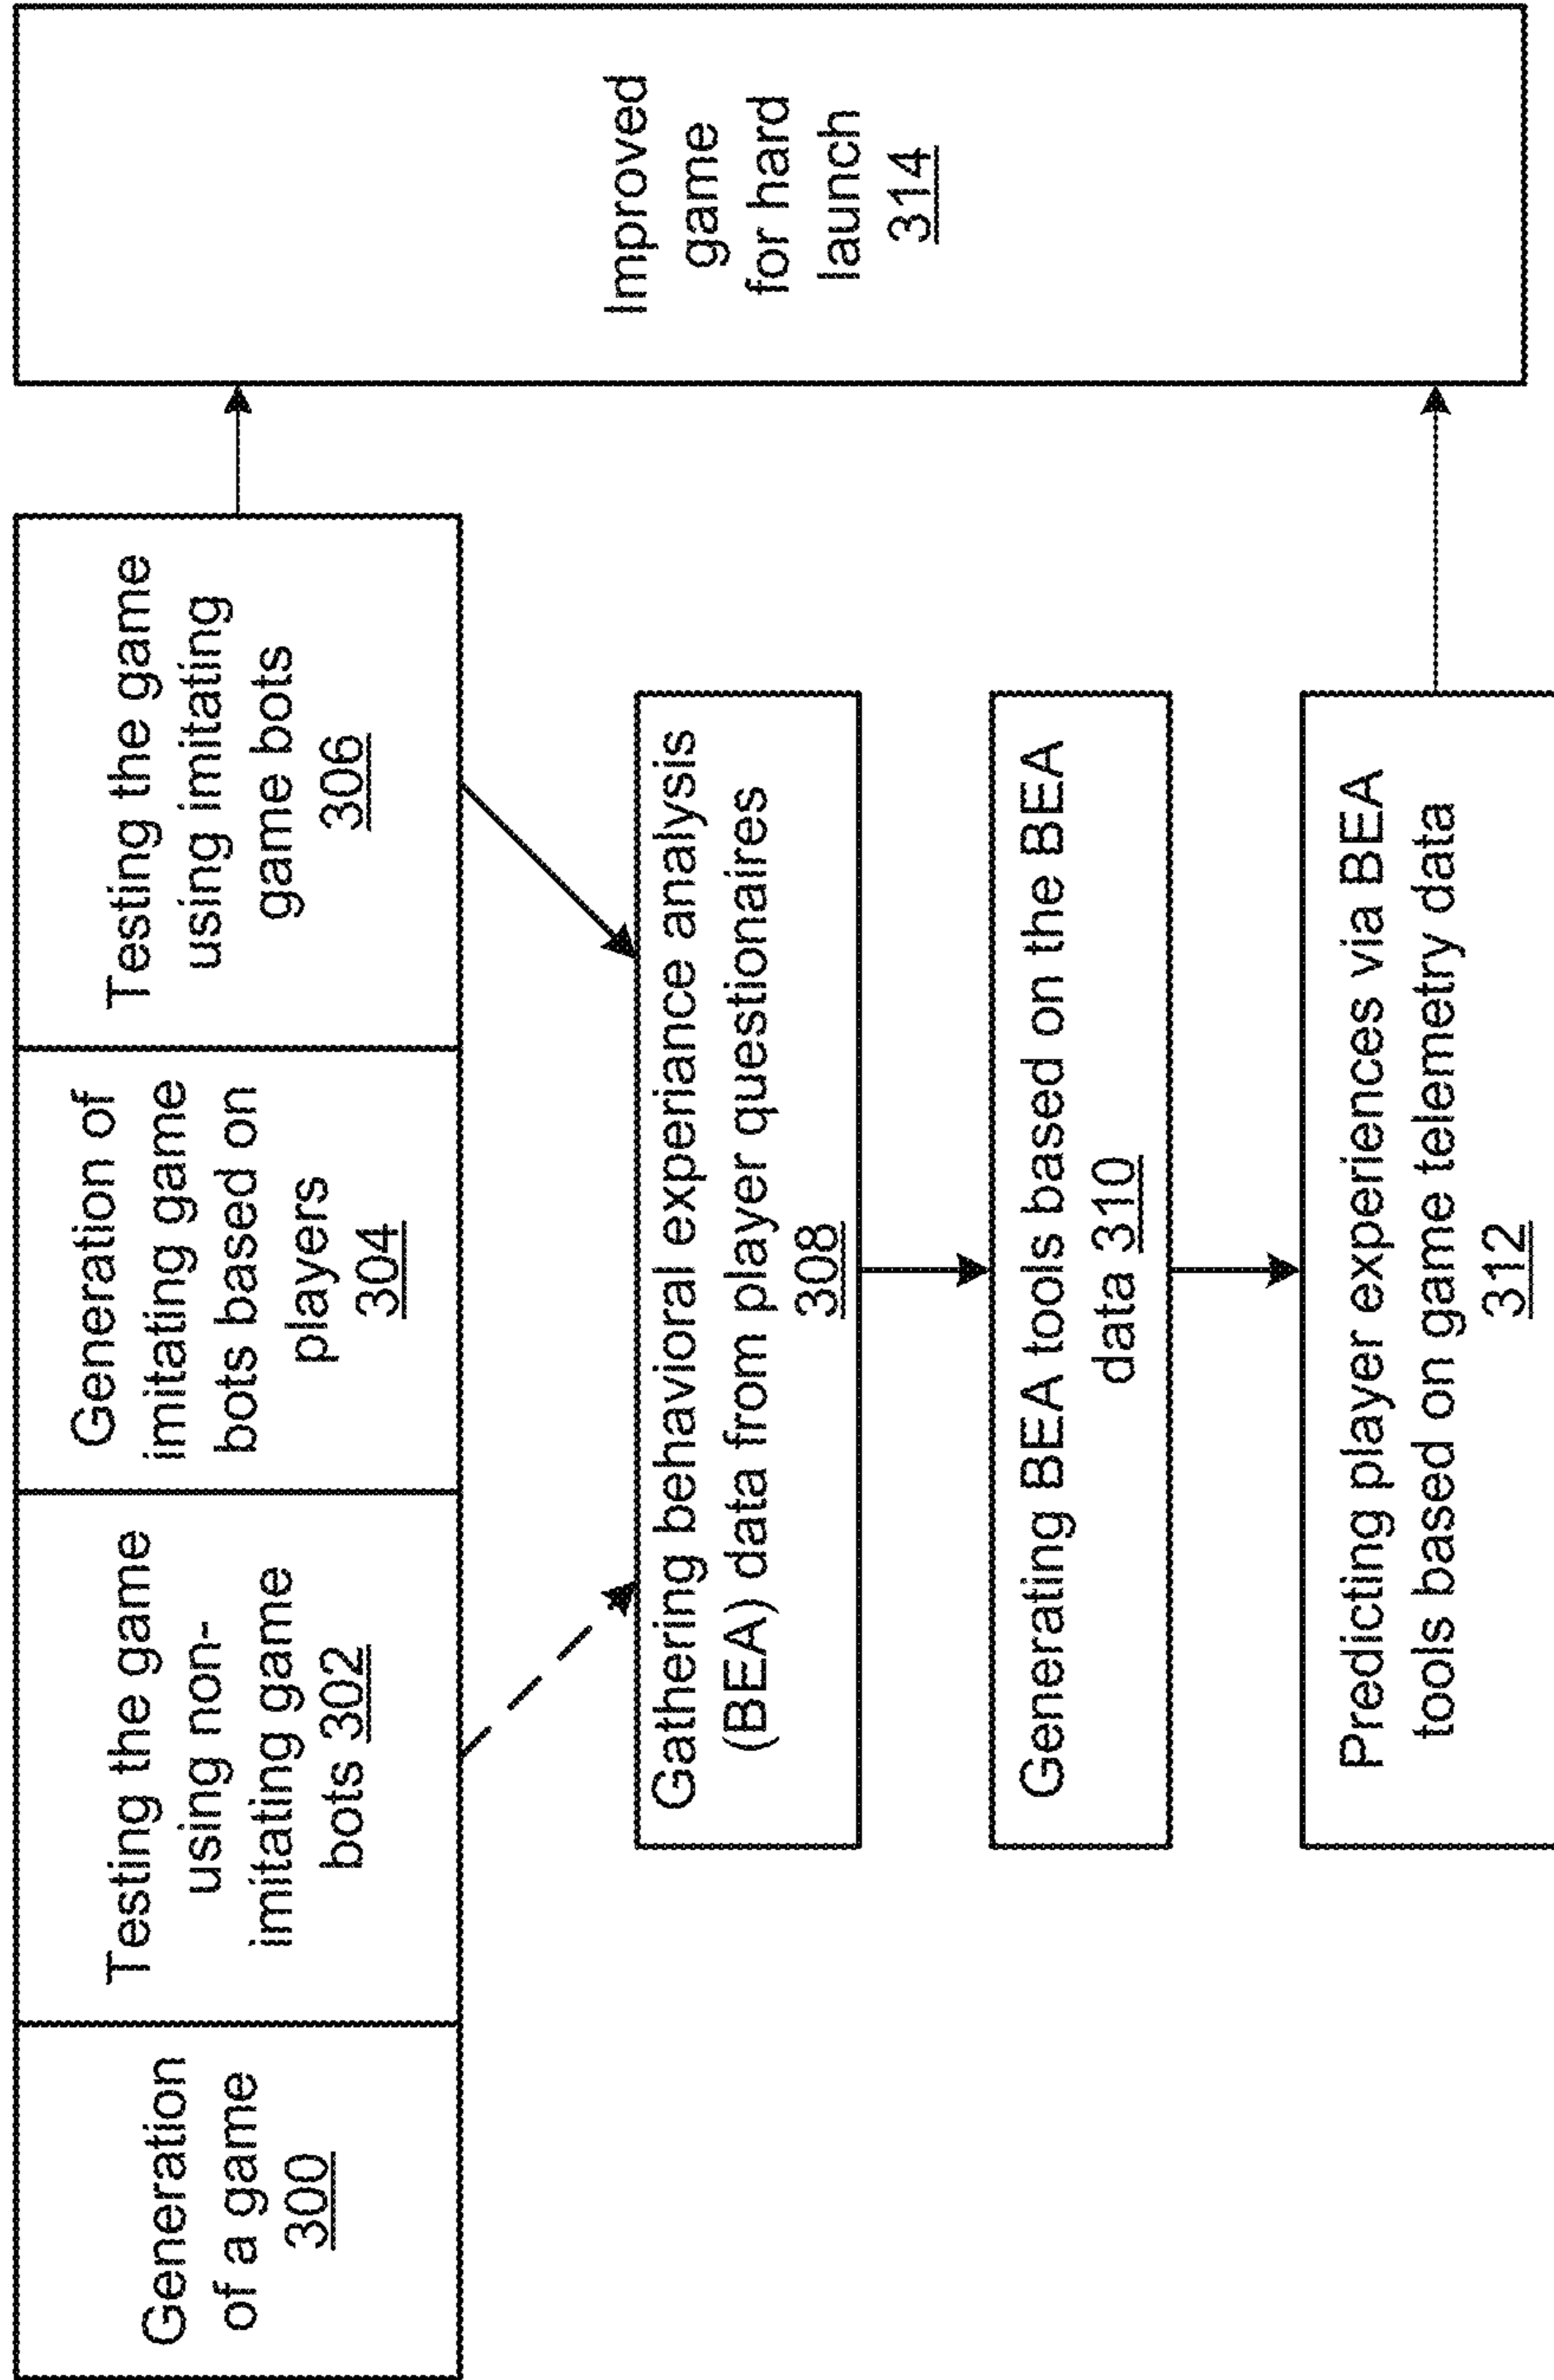 Generation
of a game
300
Testing the game
using non-
imitating game
bots 302
Generation of
imitating game
bots based on
players
304
Testing the game
using imitating
game bots
306
Gathering behavioral experiance analysis
(BEA) data from player questionaires
308
Generating BEA tools based on the BEA
data 310
Predicting player experiences via BEA
tools based on game telemetry data
312
Improved
game
for hard
launch
314